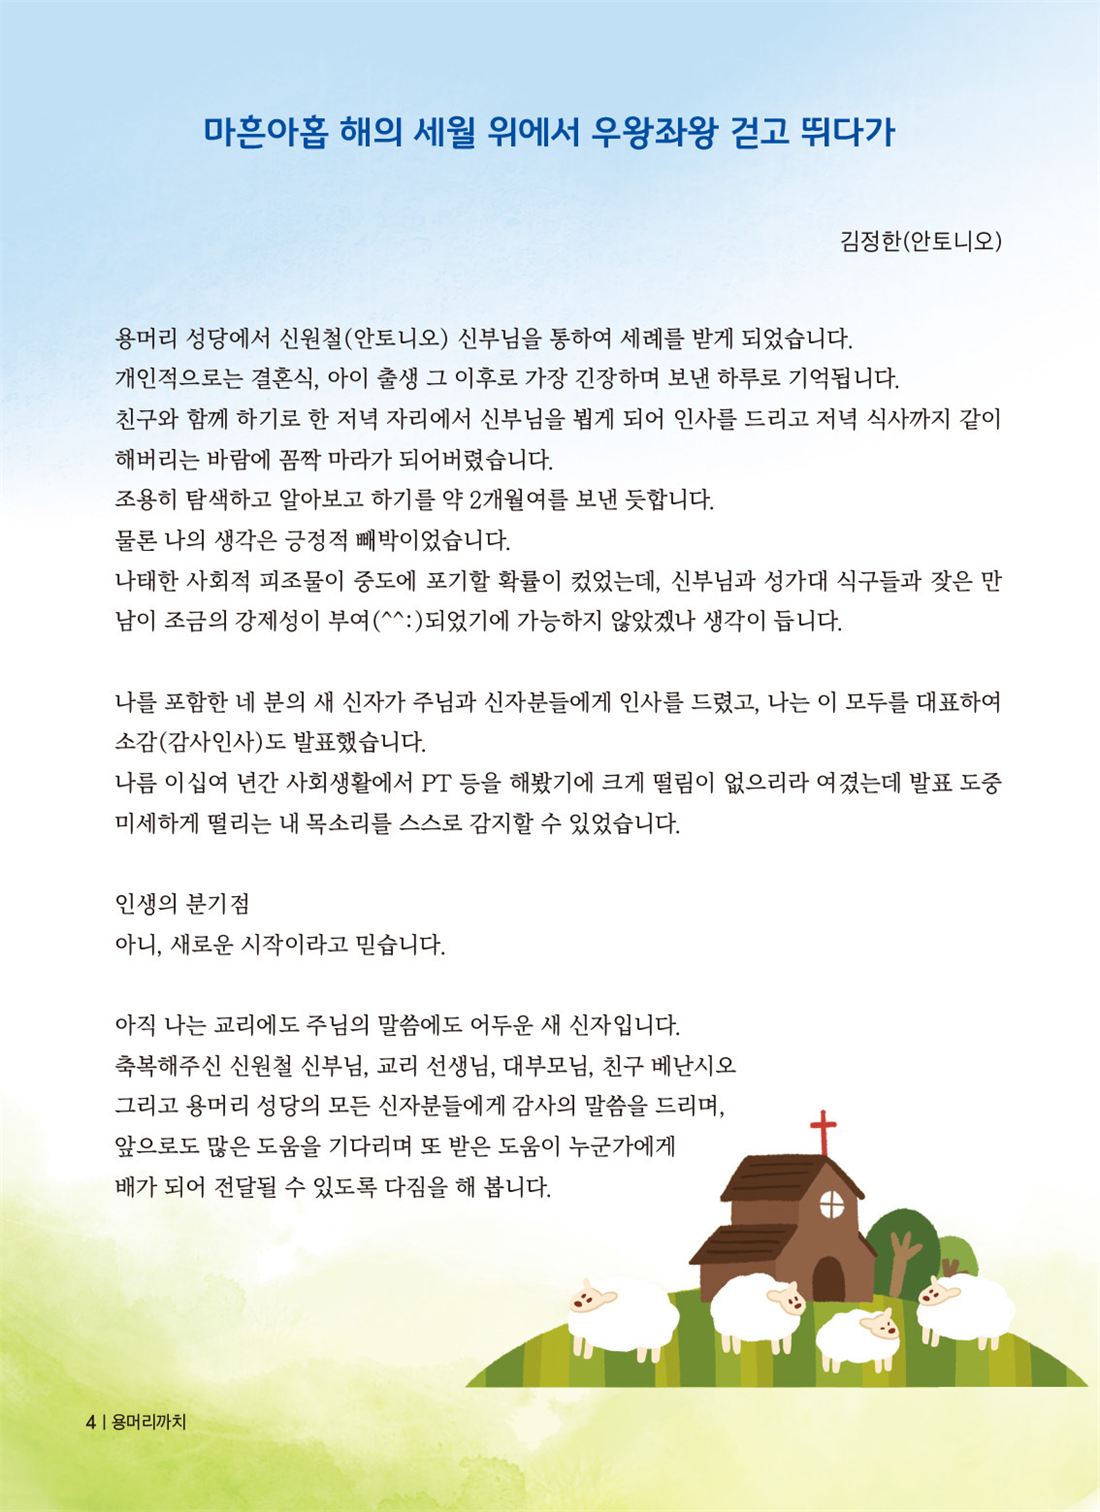 마흔아홉 해의 세월 위에서 우왕좌왕 걷고 뛰다가
김정한(안토니오)
용머리 성당에서 신원철(안토니오) 신부님을 통하여 세례를 받게 되었습니다.
개인적으로는 결혼식, 아이 출생 그 이후로 가장 긴장하며 보낸 하루로 기억됩니다.
친구와 함께 하기로 한 저녁 자리에서 신부님을 뵙게 되어 인사를 드리고 저녁 식사까지 같이
해버리는 바람에 꼼짝 마라가 되어버렸습니다.
조용히 탐색하고 알아보고 하기를 약 2개월여를 보낸 듯합니다.
물론 나의 생각은 긍정적 빼박이었습니다.
나태한 사회적 피조물이 중도에 포기할 확률이 컸었는데, 신부님과 성가대 식구들과 잦은 만
남이 조금의 강제성이 부여(^^:)되었기에 가능하지 않았겠나 생각이 듭니다.
나를 포함한 네 분의 새 신자가 주님과 신자분들에게 인사를 드렸고, 나는 이 모두를 대표하여
소감(감사인사)도 발표했습니다.
나름 이십여 년간 사회생활에서 PT 등을 해봤기에 크게 떨림이 없으리라 여겼는데 발표 도중
미세하게 떨리는 내 목소리를 스스로 감지할 수 있었습니다.
인생의 분기점
아니, 새로운 시작이라고 믿습니다.
아직 나는 교리에도 주님의 말씀에도 어두운 새 신자입니다.
축복해주신 신원철 신부님, 교리 선생님, 대부모님, 친구 베난시오
그리고 용머리 성당의 모든 신자분들에게 감사의 말씀을 드리며,
앞으로도 많은 도움을 기다리며 또 받은 도움이 누군가에게
배가 되어 전달될 수 있도록 다짐을 해 봅니다.
4 | 용머리까치